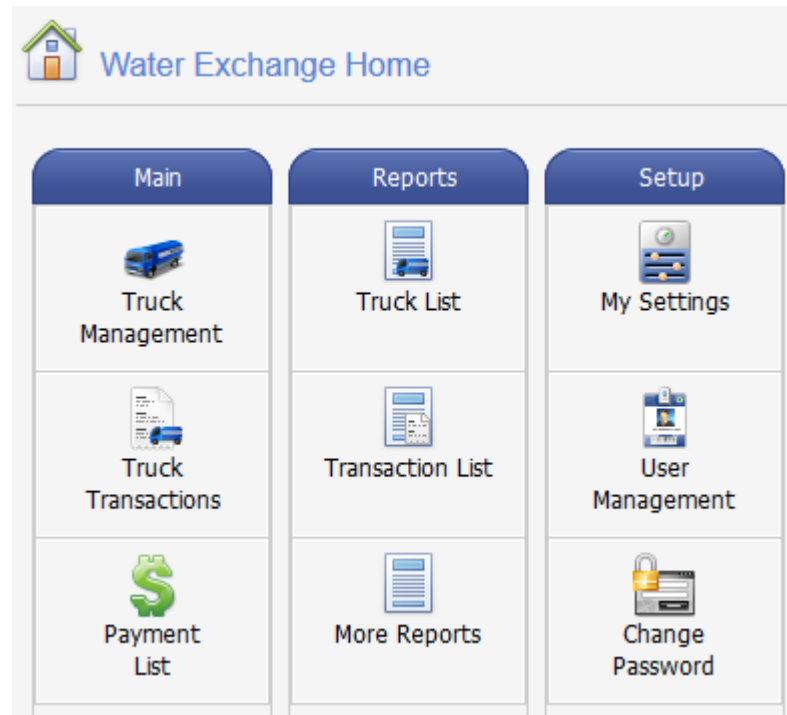 Water Exchange Home
Main
Reports
Setup
Truck
Management
Truck List
My Settings
Truck
Transactions
Transaction List
User
Management
Payment
List
More Reports
Change
Password